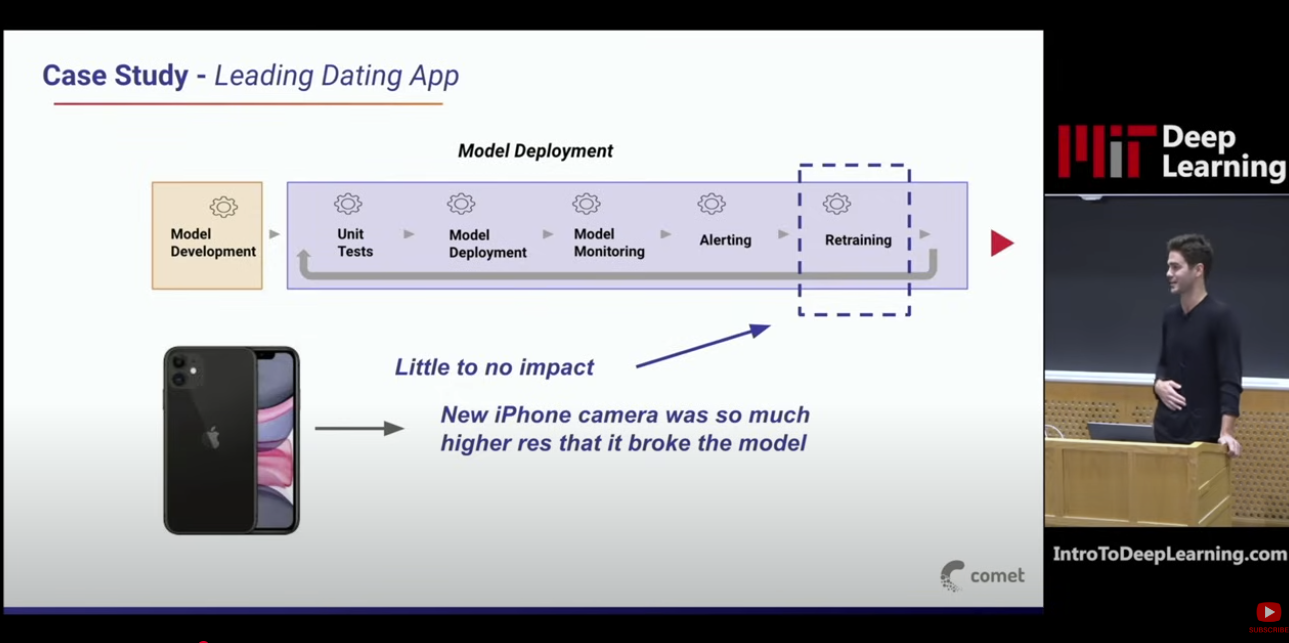 Case Study - Leading Dating App
Model Deployment
Model
Development
Unit
Tests
Model
Deployment
Model
Monitoring
Alerting
Retraining
Little to no impact
New iPhone camera was so much
higher res that it broke the model
comet
MIT Deep
Learning
IntroToDeepLearning.com
SUBSCRIBE